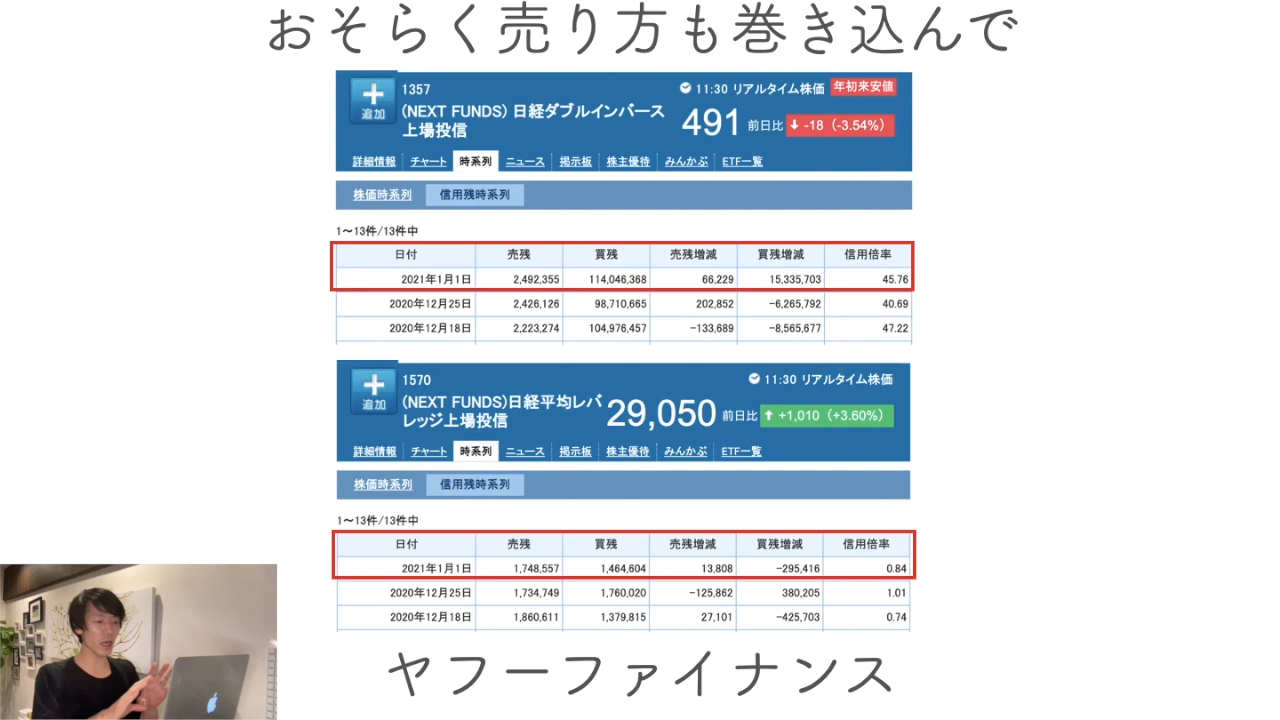 おそらく売り方も巻き込んで
1357
11:30 リアルタイム株価 年初来安値
追加
(NEXT FUNDS) 日経ダブルインバース
上場投信
491 前日比 -18 (-3.54%)
詳細情報 チャート 時系列 ニュース 掲示板 株主優待 みんかぶ ETF一覧
株価時系列 信用残時系列
1〜13件/13件中
日付 売残 買残 売残増減 買残増減 信用倍率
2021年1月1日 2,492,355 114,046,368 66,229 15,335,703 45.76
2020年12月25日 2,426,126 98,710,665 202,852 -6,265,792 40.69
2020年12月18日 2,223,274 104,976,457 -133,689 -8,565,677 47.22
1570
11:30 リアルタイム株価
追加
(NEXT FUNDS)日経平均レバ
レッジ上場投信
29,050 前日比 +1,010 (+3.60%)
詳細情報 チャート 時系列 ニュース 掲示板 株主優待 みんかぶ ETF一覧
株価時系列 信用残時系列
1〜13件/13件中
日付 売残 買残 売残増減 買残増減 信用倍率
2021年1月1日 1,748,557 1,464,604 13,808 -295,416 0.84
2020年12月25日 1,734,749 1,760,020 -125,862 380,205 1.01
2020年12月18日 1,860,611 1,379,815 27,101 -425,703 0.74
ヤフーファイナンス